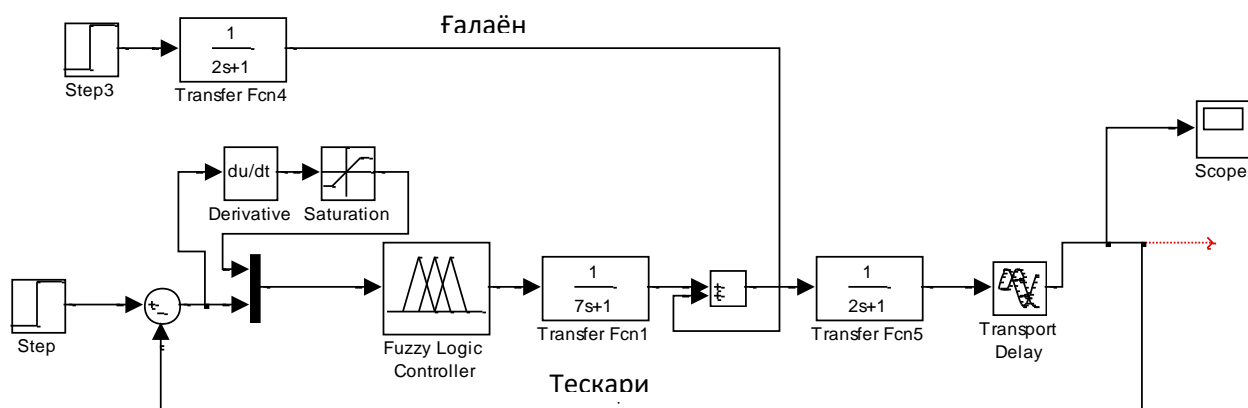 Ғалаён
1
2s+1
Step3
Transfer Fcn4
du/dt
Derivative
Saturation
Scope
Step
Fuzzy Logic
Controller
1
7s+1
Transfer Fcn1
1
2s+1
Transfer Fcn5
Transport
Delay
Тескари